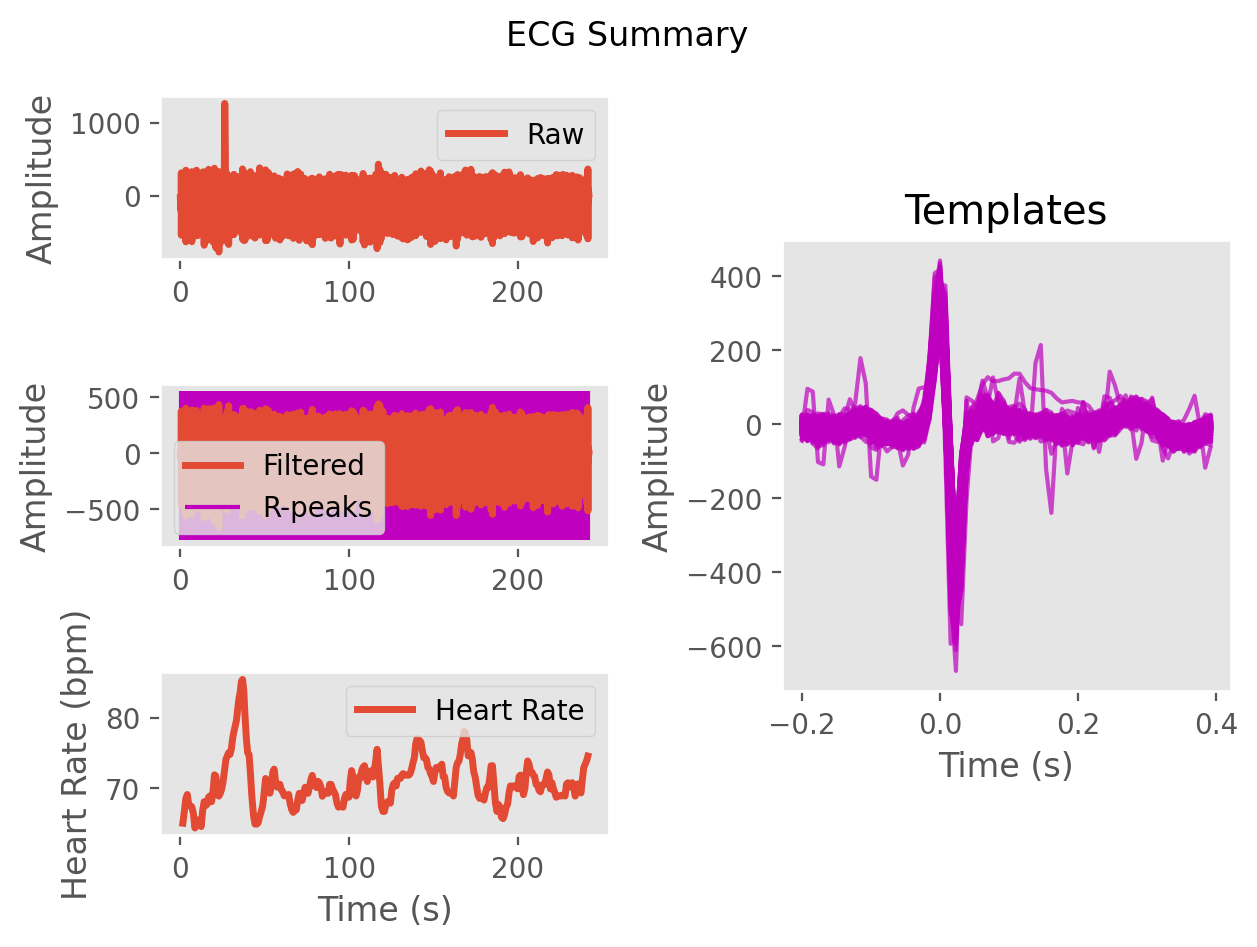 ECG Summary
Amplitude
1000
0
Raw
0 100 200
Amplitude
500
0
−500
Filtered
R-peaks
0 100 200
Heart Rate (bpm)
80
70
Heart Rate
0 100 200
Time (s)
Templates
Amplitude
400
200
0
−200
−400
−600
−0.2 0.0 0.2 0.4
Time (s)